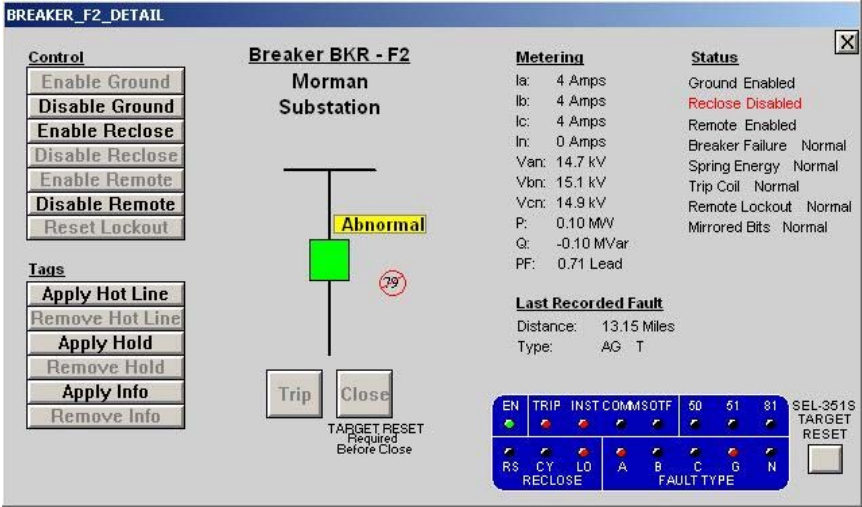 BREAKER_F2_DETAIL
X
Control
Enable Ground
Disable Ground
Enable Reclose
Disable Reclose
Enable Remote
Disable Remote
Reset Lockout
Tags
Apply Hot Line
Remove Hot Line
Apply Hold
Remove Hold
Apply Info
Remove Info
Breaker BKR - F2
Morman
Substation
Abnormal
79
Trip
Close
TARGET RESET
Required
Before Close
Metering
Ia: 4 Amps
Ib: 4 Amps
Ic: 4 Amps
In: 0 Amps
Van: 14.7 kV
Vbn: 15.1 kV
Vcn: 14.9 kV
P: 0.10 MW
Q: -0.10 MVar
PF: 0.71 Lead
Last Recorded Fault
Distance: 13.15 Miles
Type: AG T
Status
Ground Enabled
Reclose Disabled
Remote Enabled
Breaker Failure Normal
Spring Energy Normal
Trip Coil Normal
Remote Lockout Normal
Mirrored Bits Normal
EN TRIP INST COMM SOTF 50 51 81
RS CY LO A B C G N
RECLOSE FAULT TYPE
SEL-351S
TARGET
RESET